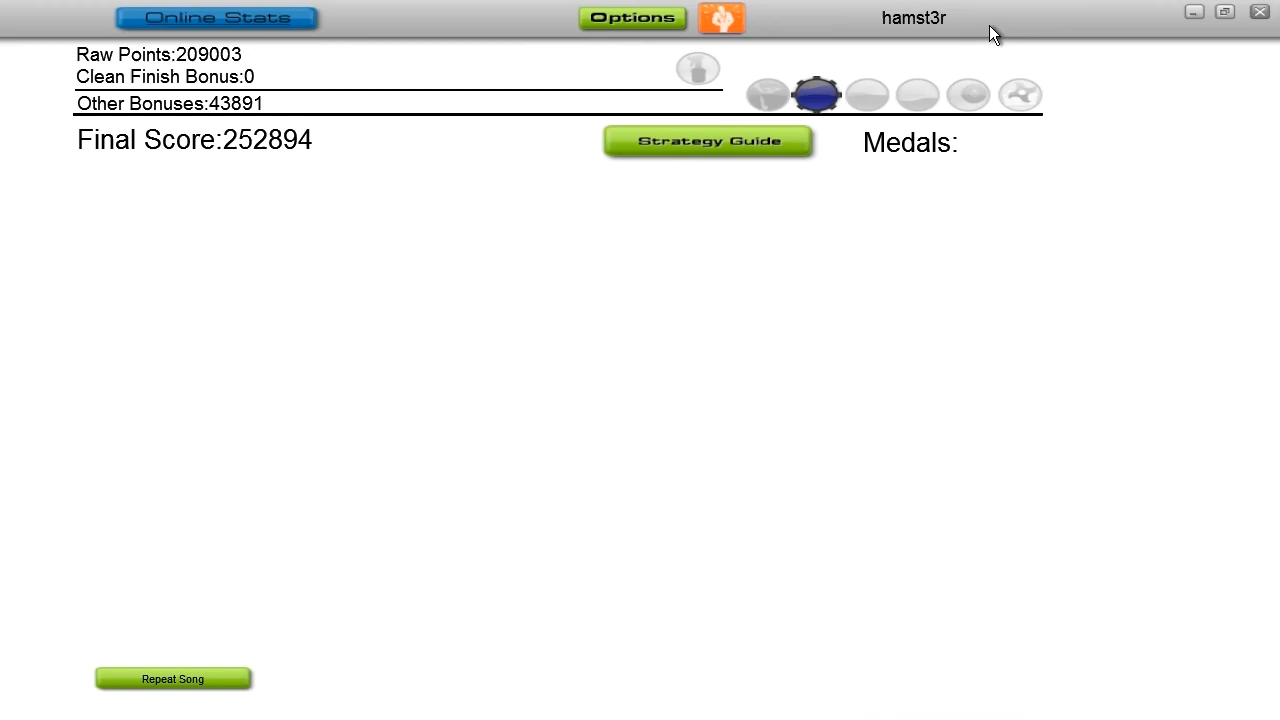 Online Stats
Options
hamst3r
Raw Points:209003
Clean Finish Bonus:0
Other Bonuses:43891
Final Score:252894
Strategy Guide
Medals:
Repeat Song